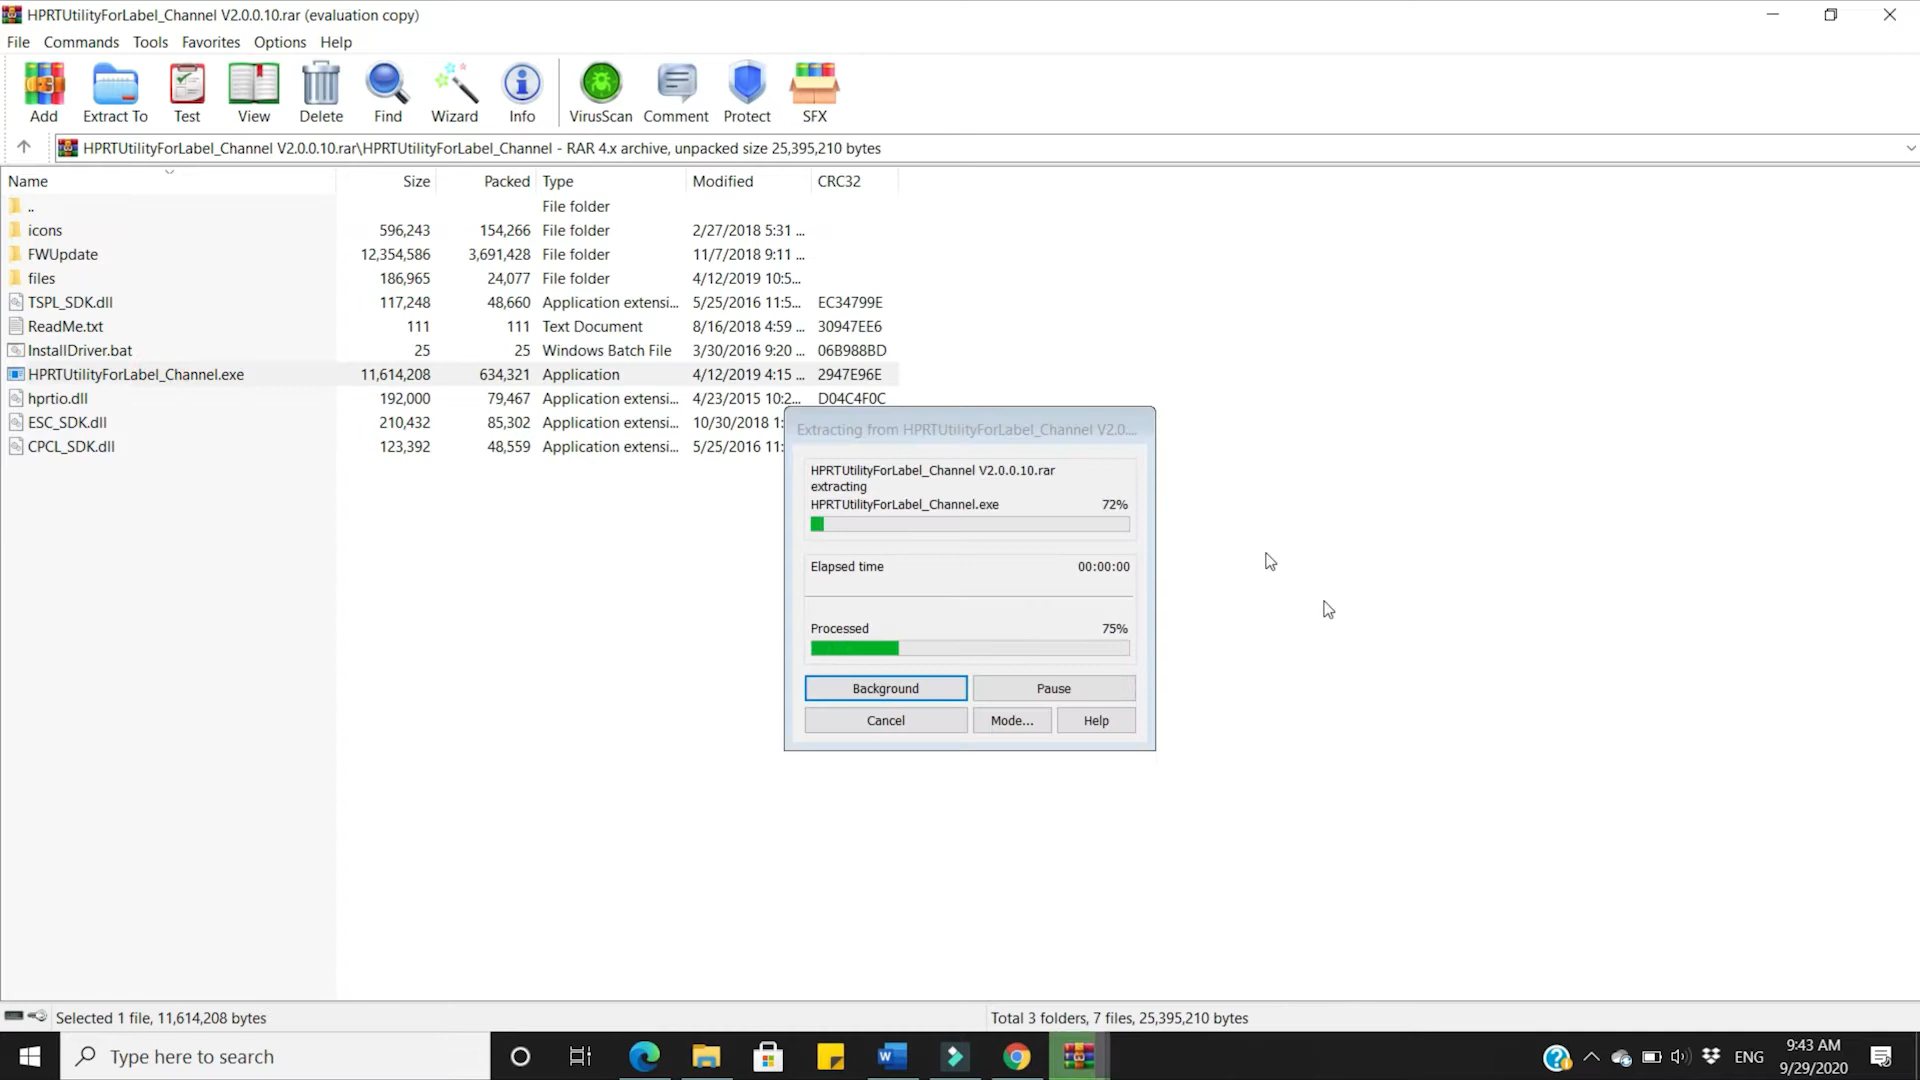 HPRTUtilityForLabel_Channel V2.0.0.10.rar (evaluation copy)
File Commands Tools Favorites Options Help
Add Extract To Test View Delete Find Wizard Info VirusScan Comment Protect SFX
HPRTUtilityForLabel_Channel V2.0.0.10.rar\HPRTUtilityForLabel_Channel - RAR 4.x archive, unpacked size 25,395,210 bytes
Name Size Packed Type Modified CRC32
.. File folder
icons 596,243 154,266 File folder 2/27/2018 5:31 ...
FWUpdate 12,354,586 3,691,428 File folder 11/7/2018 9:11 ...
files 186,965 24,077 File folder 4/12/2019 10:5...
TSPL_SDK.dll 117,248 48,660 Application extensi... 5/25/2016 11:5... EC34799E
ReadMe.txt 111 111 Text Document 8/16/2018 4:59 ... 30947EE6
InstallDriver.bat 25 25 Windows Batch File 3/30/2016 9:20 ... 06B988BD
HPRTUtilityForLabel_Channel.exe 11,614,208 634,321 Application 4/12/2019 4:15 ... 2947E96E
hprtio.dll 192,000 79,467 Application extensi... 4/23/2015 10:2... D04C4F0C
ESC_SDK.dll 210,432 85,302 Application extensi... 10/30/2018 1:
CPCL_SDK.dll 123,392 48,559 Application extensi... 5/25/2016 11:
Extracting from HPRTUtilityForLabel_Channel V2.0....
HPRTUtilityForLabel_Channel V2.0.0.10.rar
extracting
HPRTUtilityForLabel_Channel.exe 72%
Elapsed time 00:00:00
Processed 75%
Background Pause
Cancel Mode... Help
Selected 1 file, 11,614,208 bytes Total 3 folders, 7 files, 25,395,210 bytes
Type here to search ENG 9:43 AM
9/29/2020